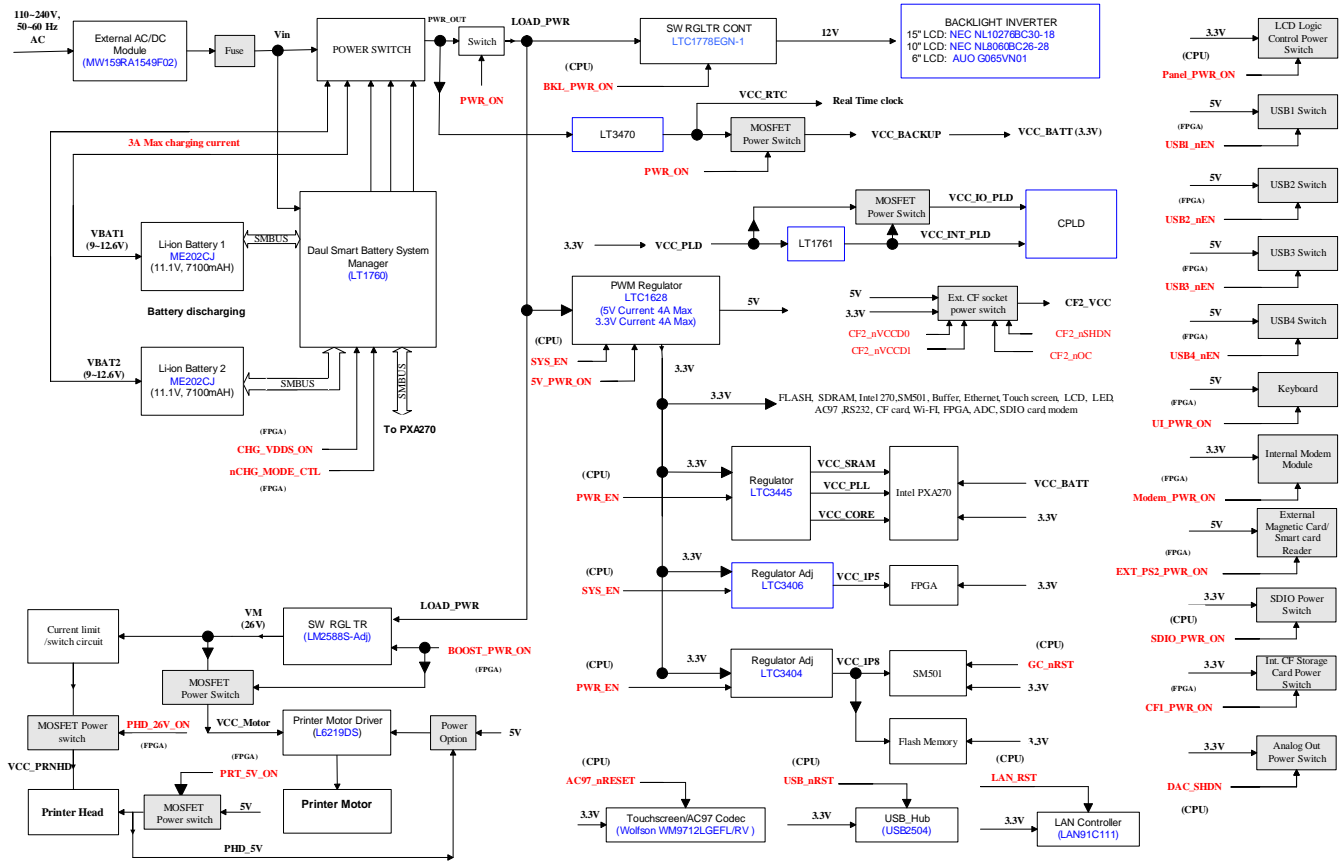 110~240V,
50~60 Hz
AC
External AC/DC
Module
(MW159RA1549F02)
Fuse
Vin
POWER SWITCH
PWR_OUT
Switch
LOAD_PWR
PWR_ON
SW RGLTR CONT
LTC1778EGN-1
(CPU)
BKL_PWR_ON
12V
BACKLIGHT INVERTER
15" LCD: NEC NL10276BC30-18
10" LCD: NEC NL8060BC26-28
6" LCD: AUO G065VN01
LT3470
VCC_RTC
Real Time clock
MOSFET
Power Switch
VCC_BACKUP
VCC_BATT (3.3V)
PWR_ON
3A Max charging current
VBAT1
(9~12.6V)
Li-ion Battery 1
ME202CJ
(11.1V, 7100mAH)
SMBUS
Battery discharging
Daul Smart Battery System
Manager
(LT1760)
VBAT2
(9~12.6V)
Li-ion Battery 2
ME202CJ
(11.1V, 7100mAH)
SMBUS
SMBUS
To PXA270
(FPGA)
CHG_VDDS_ON
nCHG_MODE_CTL
(FPGA)
3.3V
VCC_PLD
MOSFET
Power Switch
VCC_IO_PLD
LT1761
VCC_INT_PLD
CPLD
PWM Regulator
LTC1628
(5V Current: 4A Max
3.3V Current: 4A Max)
5V
(CPU)
SYS_EN
5V_PWR_ON
3.3V
5V
3.3V
Ext. CF socket
power switch
CF2_VCC
CF2_nVCCD0
CF2_nVCCD1
CF2_nSHDN
CF2_nOC
3.3V
FLASH, SDRAM, Intel 270,SM501, Buffer, Ethernet, Touch screen, LCD, LED,
AC97 ,RS232, CF card, Wi-FI, FPGA, ADC, SDIO card, modem
(CPU)
PWR_EN
3.3V
Regulator
LTC3445
VCC_SRAM
VCC_PLL
VCC_CORE
Intel PXA270
VCC_BATT
3.3V
(CPU)
SYS_EN
3.3V
Regulator Adj
LTC3406
VCC_IP5
FPGA
3.3V
(CPU)
PWR_EN
3.3V
Regulator Adj
LTC3404
VCC_IP8
SM501
(CPU)
GC_nRST
3.3V
Flash Memory
3.3V
Current limit
/switch circuit
VM
(26V)
SW RGLTR
(LM2588S-Adj)
LOAD_PWR
BOOST_PWR_ON
(FPGA)
MOSFET
Power Switch
MOSFET Power
switch
PHD_26V_ON
(FPGA)
VCC_Motor
Printer Motor Driver
(L6219DS)
Power
Option
5V
VCC_PRNHD
(FPGA)
PRT_5V_ON
Printer Head
MOSFET
Power switch
5V
Printer Motor
PHD_5V
(CPU)
AC97_nRESET
3.3V
Touchscreen/AC97 Codec
(Wolfson WM9712LGEFL/RV )
(CPU)
USB_nRST
3.3V
USB_Hub
(USB2504)
(CPU)
LAN_RST
3.3V
LAN Controller
(LAN91C111)
3.3V
(CPU)
Panel_PWR_ON
LCD Logic
Control Power
Switch
5V
(FPGA)
USB1_nEN
USB1 Switch
5V
(FPGA)
USB2_nEN
USB2 Switch
5V
(FPGA)
USB3_nEN
USB3 Switch
5V
(FPGA)
USB4_nEN
USB4 Switch
5V
(FPGA)
UI_PWR_ON
Keyboard
3.3V
(FPGA)
Modem_PWR_ON
Internal Modem
Module
5V
(FPGA)
EXT_PS2_PWR_ON
External
Magnetic Card/
Smart card
Reader
3.3V
(CPU)
SDIO_PWR_ON
SDIO Power
Switch
3.3V
(FPGA)
CF1_PWR_ON
Int. CF Storage
Card Power
Switch
3.3V
DAC_SHDN
(CPU)
Analog Out
Power Switch